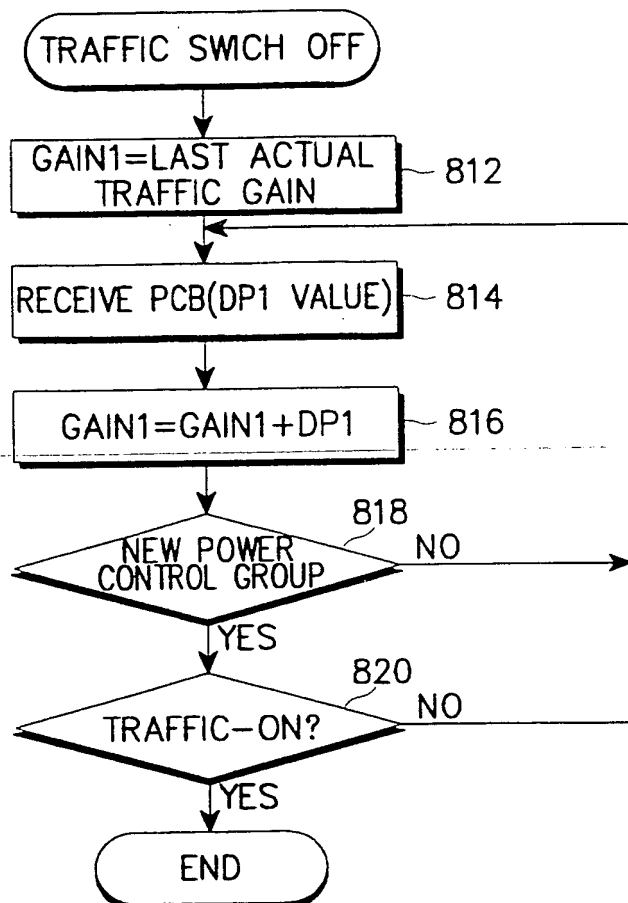 TRAFFIC SWICH OFF
GAIN1=LAST ACTUAL
TRAFFIC GAIN
812
RECEIVE PCB(DP1 VALUE)
814
GAIN1=GAIN1+DP1
816
818
NEW POWER
CONTROL GROUP
NO
YES
820
TRAFFIC-ON?
NO
YES
END